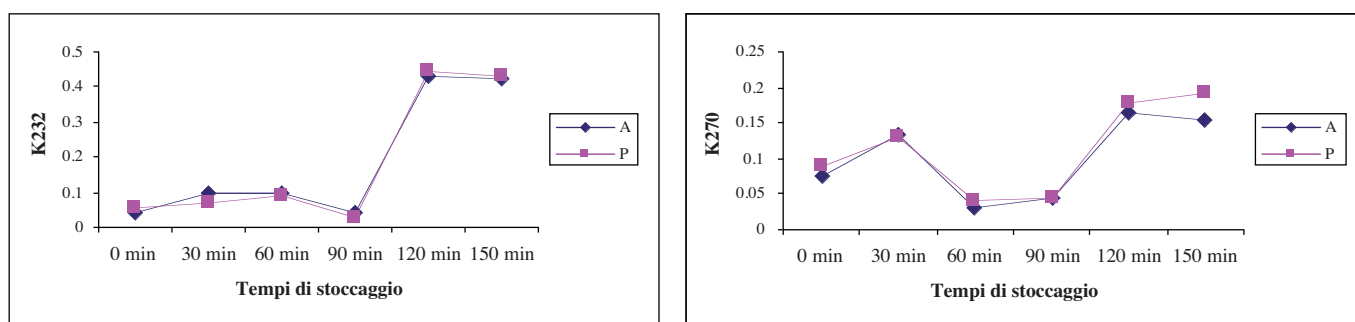 K232
0.5
0.4
0.3
0.2
0.1
0
0 min 30 min 60 min 90 min 120 min 150 min
Tempi di stoccaggio
A
P
K270
0.25
0.2
0.15
0.1
0.05
0
0 min 30 min 60 min 90 min 120 min 150 min
Tempi di stoccaggio
A
P